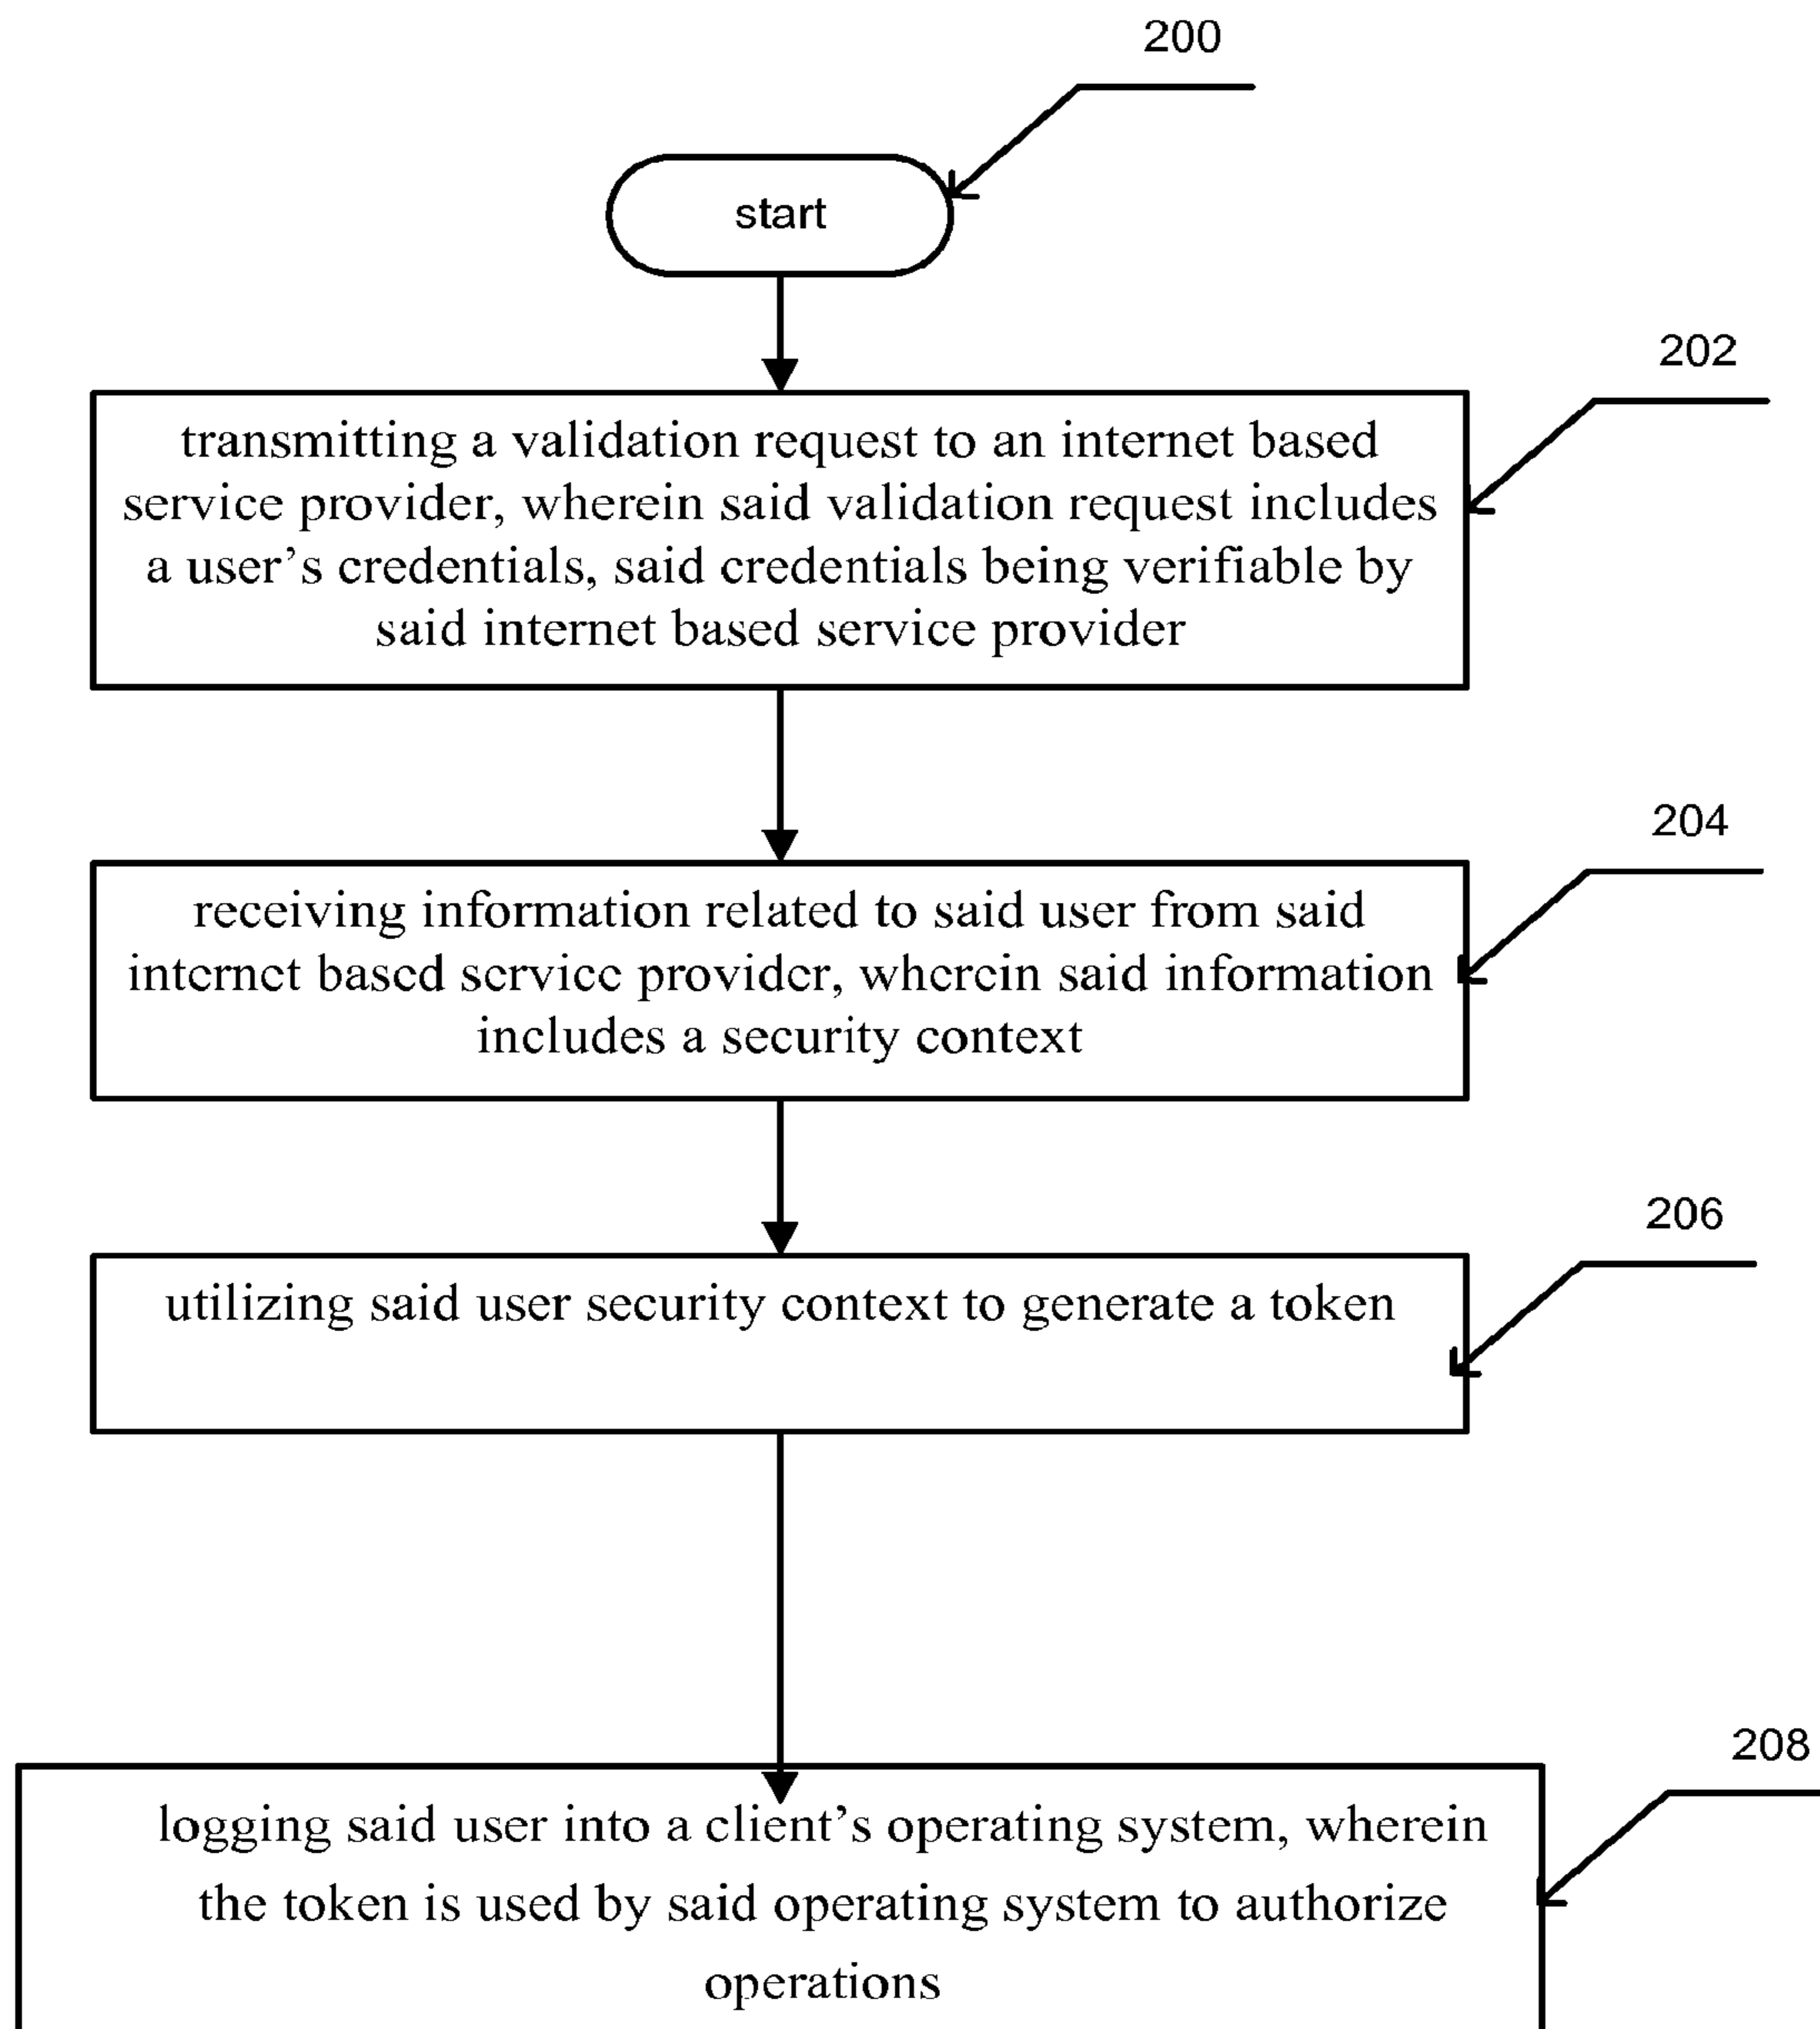 200
start
202
transmitting a validation request to an internet based
service provider, wherein said validation request includes
a user’s credentials, said credentials being verifiable by
said internet based service provider
204
receiving information related to said user from said
internet based service provider, wherein said information
includes a security context
206
utilizing said user security context to generate a token
208
logging said user into a client’s operating system, wherein
the token is used by said operating system to authorize
operations